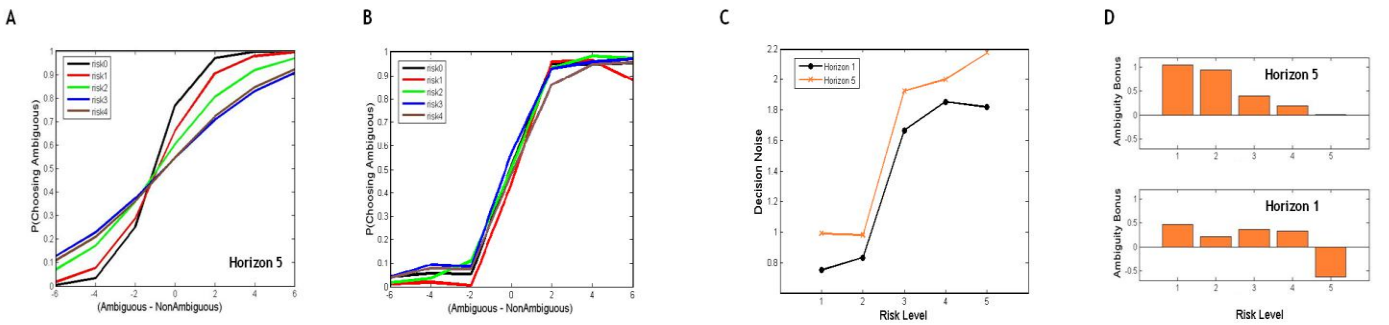 A
P(Choosing Ambiguous)
1
0.9
0.8
0.7
0.6
0.5
0.4
0.3
0.2
0.1
0
risk0
risk1
risk2
risk3
risk4
Horizon 5
-6 -4 -2 0 2 4 6
(Ambiguous - NonAmbiguous)
B
P(Choosing Ambiguous)
1
0.9
0.8
0.7
0.6
0.5
0.4
0.3
0.2
0.1
0
risk0
risk1
risk2
risk3
risk4
-6 -4 -2 0 2 4 6
(Ambiguous - NonAmbiguous)
C
Decision Noise
2.2
2
1.8
1.6
1.4
1.2
1
0.8
Horizon 1
Horizon 5
1 2 3 4 5
Risk Level
D
Ambiguity Bonus
1
0.5
0
-0.5
Horizon 5
1 2 3 4 5
Ambiguity Bonus
1
0.5
0
-0.5
Horizon 1
1 2 3 4 5
Risk Level